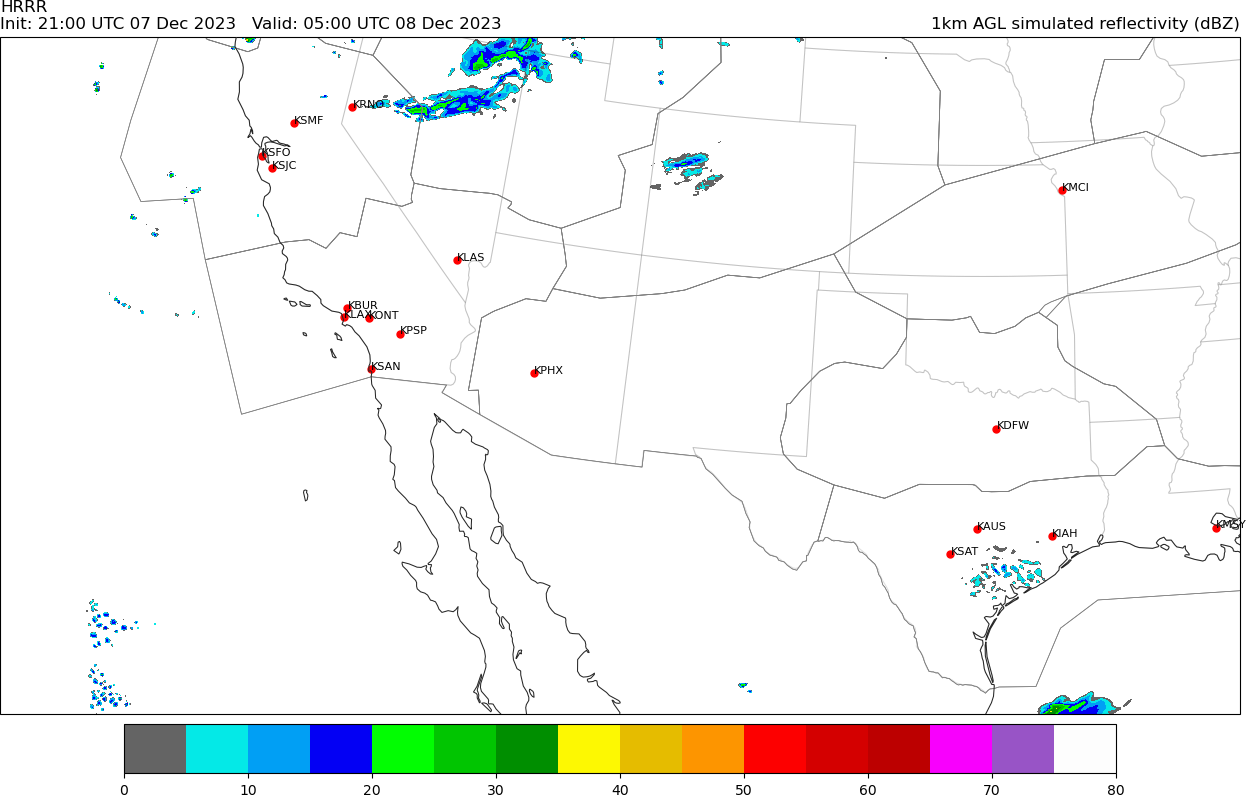 HRRR
Init: 21:00 UTC 07 Dec 2023   Valid: 05:00 UTC 08 Dec 2023
1km AGL simulated reflectivity (dBZ)
KRNO
KSMF
KSFO
KSJC
KMCI
KLAS
KBUR
KLAX
KONT
KPSP
KSAN
KPHX
KDFW
KMSY
KAUS
KIAH
KSAT
0 10 20 30 40 50 60 70 80